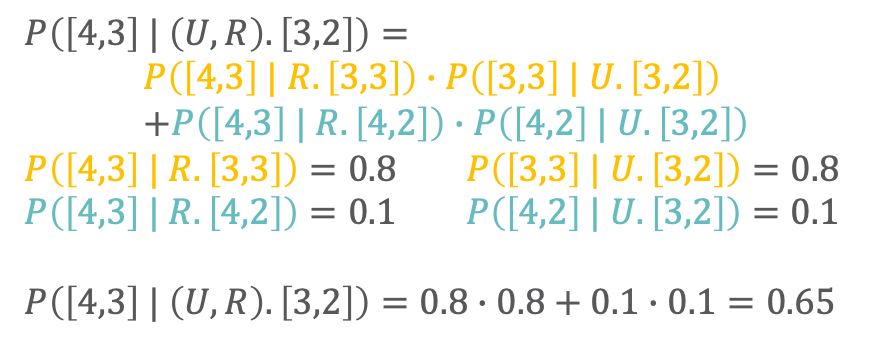 P([4,3] | (U, R). [3,2]) =
P([4,3] | R. [3,3]) · P([3,3] | U. [3,2])
+P([4,3] | R. [4,2]) · P([4,2] | U. [3,2])
P([4,3] | R. [3,3]) = 0.8 P([3,3] | U. [3,2]) = 0.8
P([4,3] | R. [4,2]) = 0.1 P([4,2] | U. [3,2]) = 0.1
P([4,3] | (U, R). [3,2]) = 0.8 · 0.8 + 0.1 · 0.1 = 0.65